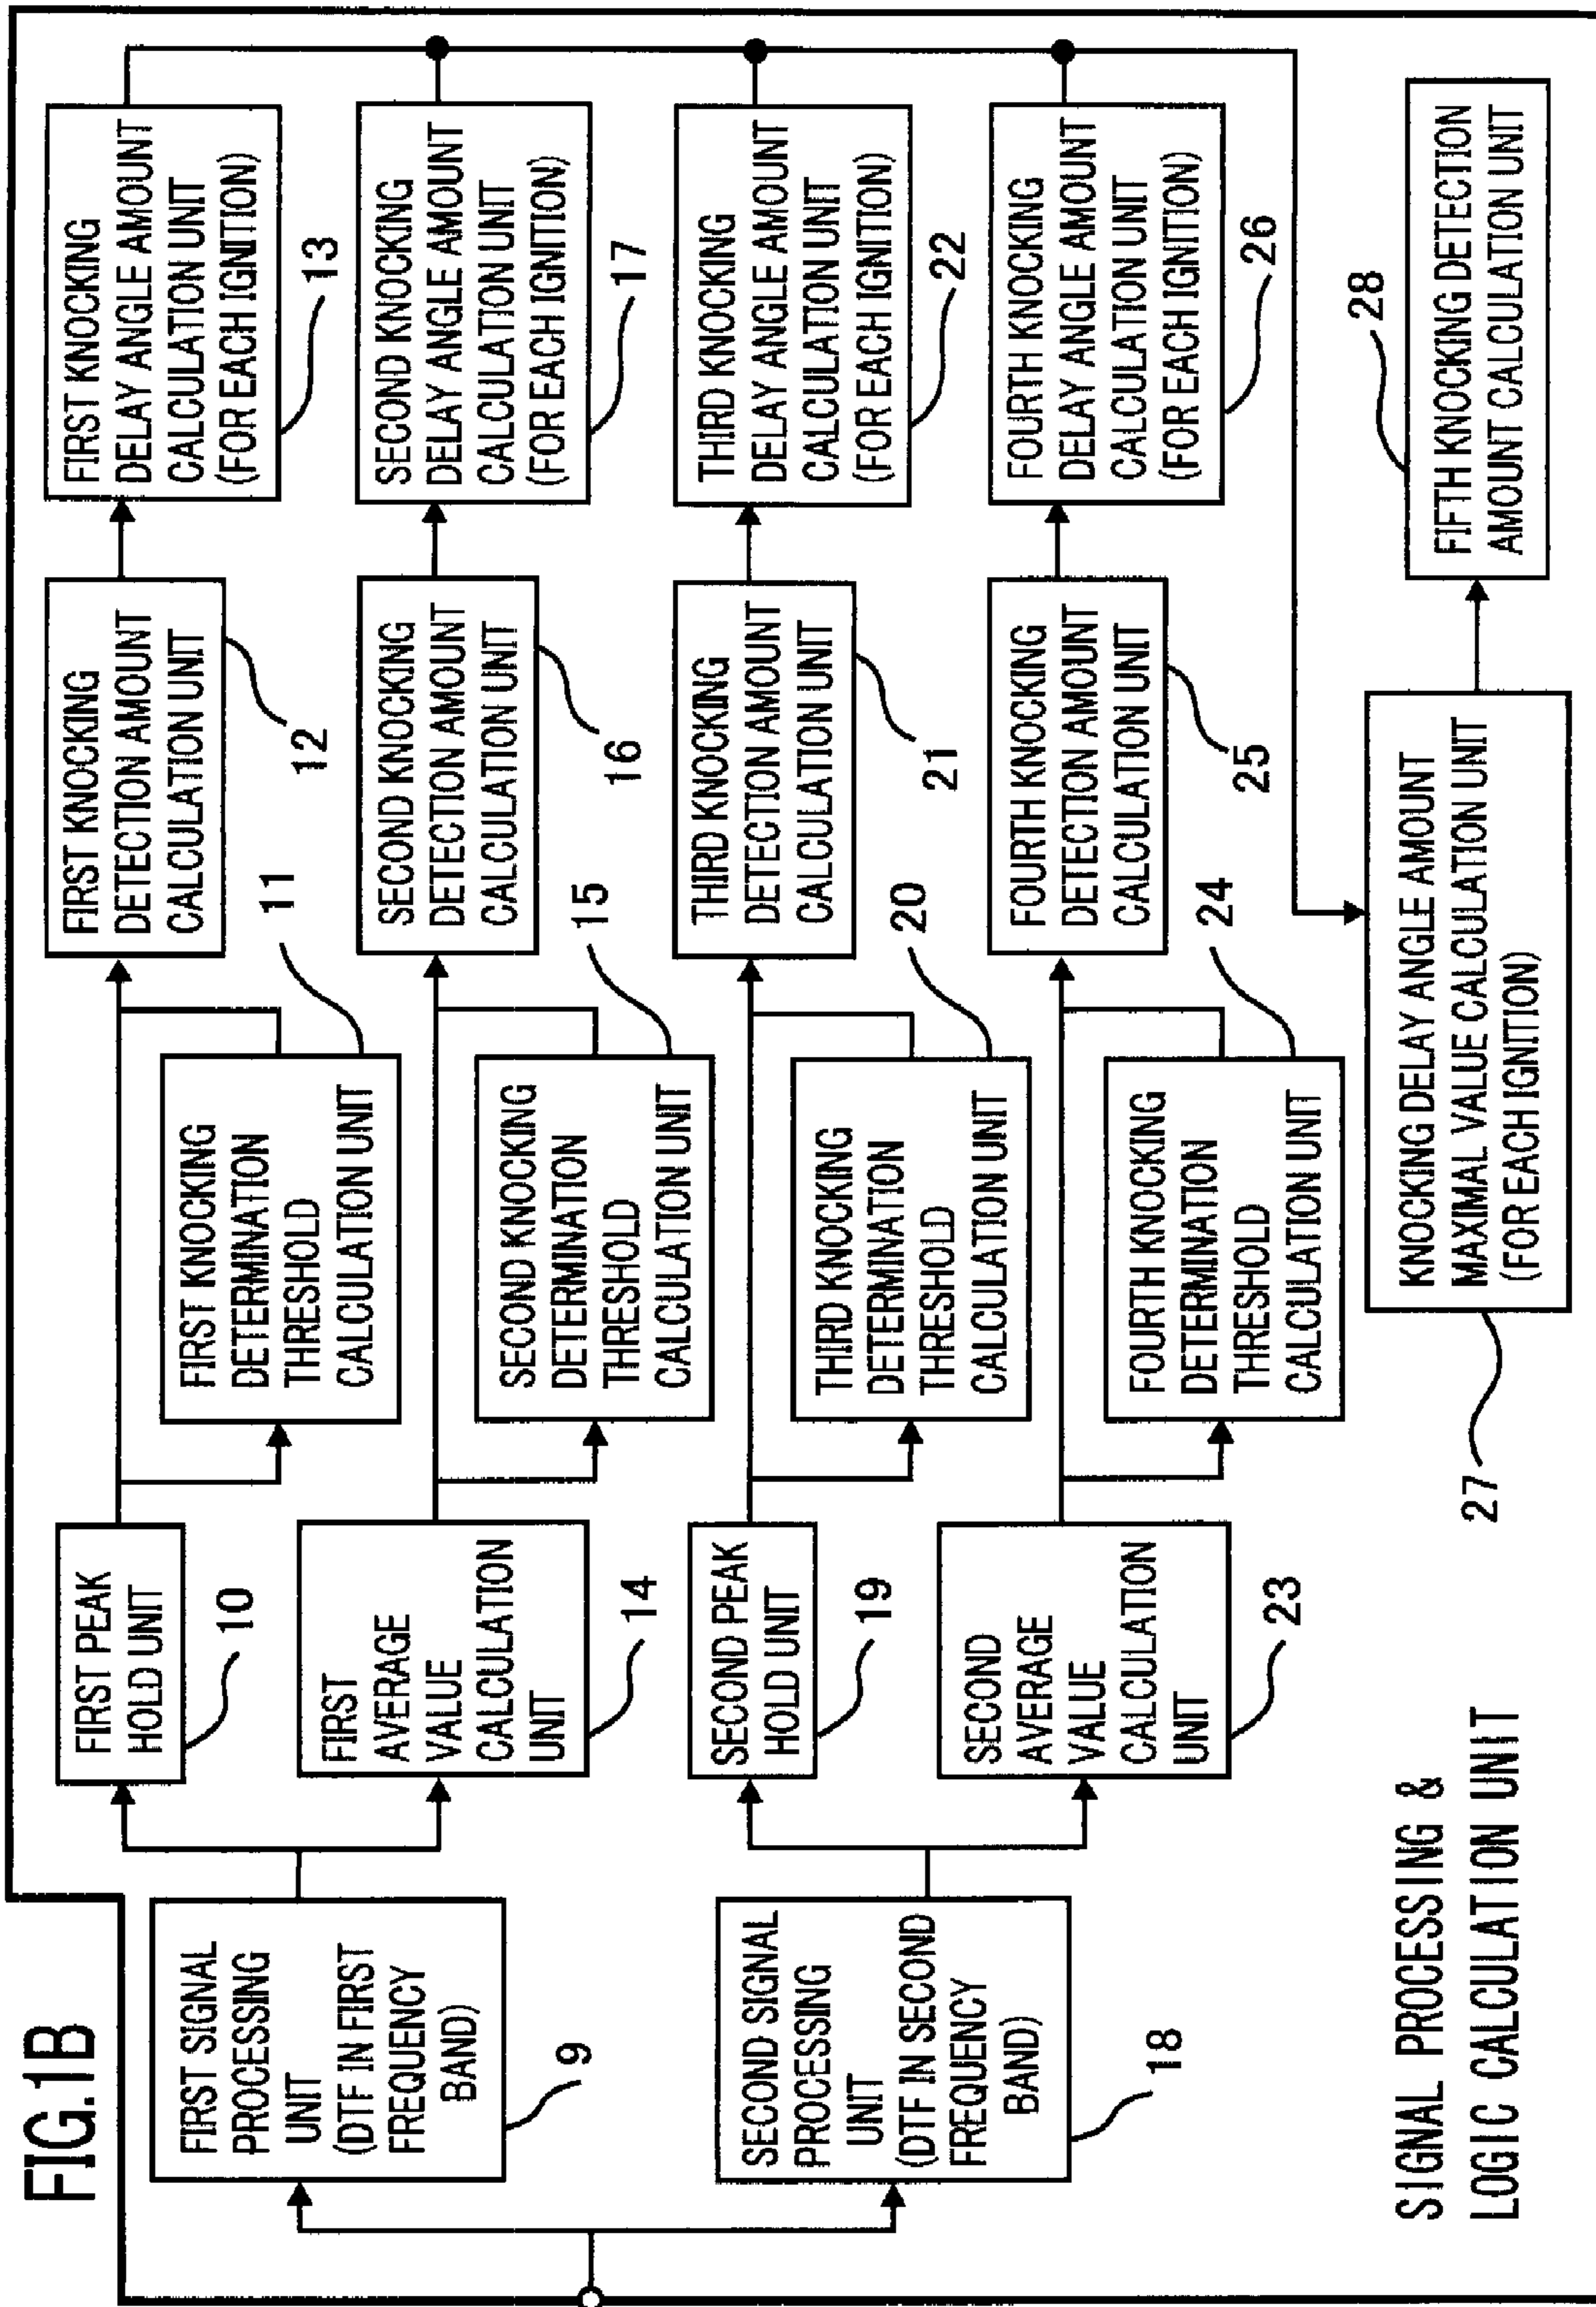 FIG.1B
FIRST SIGNAL
PROCESSING
UNIT
(DTF IN FIRST
FREQUENCY
BAND)
9
FIRST PEAK
HOLD UNIT
10
FIRST KNOCKING
DETERMINATION
THRESHOLD
CALCULATION UNIT
11
FIRST KNOCKING
DETECTION AMOUNT
CALCULATION UNIT
12
FIRST KNOCKING
DELAY ANGLE AMOUNT
CALCULATION UNIT
(FOR EACH IGNITION)
13
FIRST
AVERAGE
VALUE
CALCULATION
UNIT
14
SECOND KNOCKING
DETERMINATION
THRESHOLD
CALCULATION UNIT
15
SECOND KNOCKING
DETECTION AMOUNT
CALCULATION UNIT
16
SECOND KNOCKING
DELAY ANGLE AMOUNT
CALCULATION UNIT
(FOR EACH IGNITION)
17
SECOND SIGNAL
PROCESSING
UNIT
(DTF IN SECOND
FREQUENCY
BAND)
18
SECOND PEAK
HOLD UNIT
19
THIRD KNOCKING
DETERMINATION
THRESHOLD
CALCULATION UNIT
20
THIRD KNOCKING
DETECTION AMOUNT
CALCULATION UNIT
21
THIRD KNOCKING
DELAY ANGLE AMOUNT
CALCULATION UNIT
(FOR EACH IGNITION)
22
SECOND
AVERAGE
VALUE
CALCULATION
UNIT
23
FOURTH KNOCKING
DETERMINATION
THRESHOLD
CALCULATION UNIT
24
FOURTH KNOCKING
DETECTION AMOUNT
CALCULATION UNIT
25
FOURTH KNOCKING
DELAY ANGLE AMOUNT
CALCULATION UNIT
(FOR EACH IGNITION)
26
KNOCKING DELAY ANGLE AMOUNT
MAXIMAL VALUE CALCULATION UNIT
(FOR EACH IGNITION)
27
FIFTH KNOCKING DETECTION
AMOUNT CALCULATION UNIT
28
SIGNAL PROCESSING &
LOGIC CALCULATION UNIT